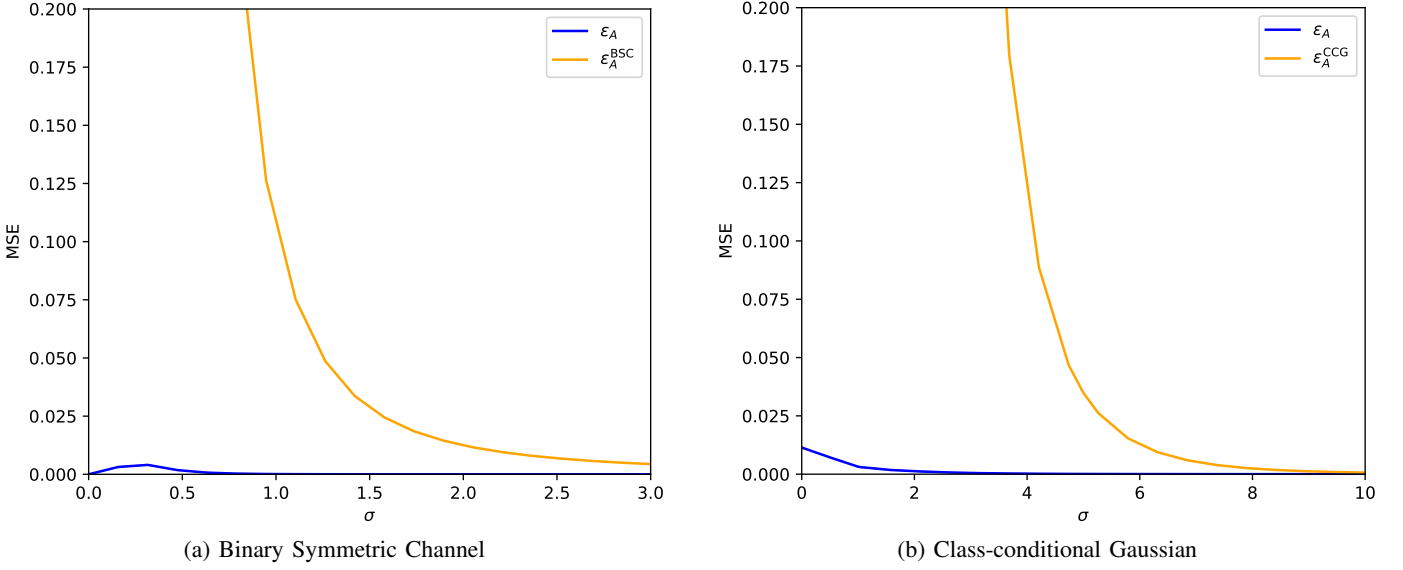 0.200
0.175
0.150
0.125
0.100
0.075
0.050
0.025
0.000
MSE
0.0 0.5 1.0 1.5 2.0 2.5 3.0
σ
ε_A
ε_A^BSC
(a) Binary Symmetric Channel
0.200
0.175
0.150
0.125
0.100
0.075
0.050
0.025
0.000
MSE
0 2 4 6 8 10
σ
ε_A
ε_A^CCG
(b) Class-conditional Gaussian